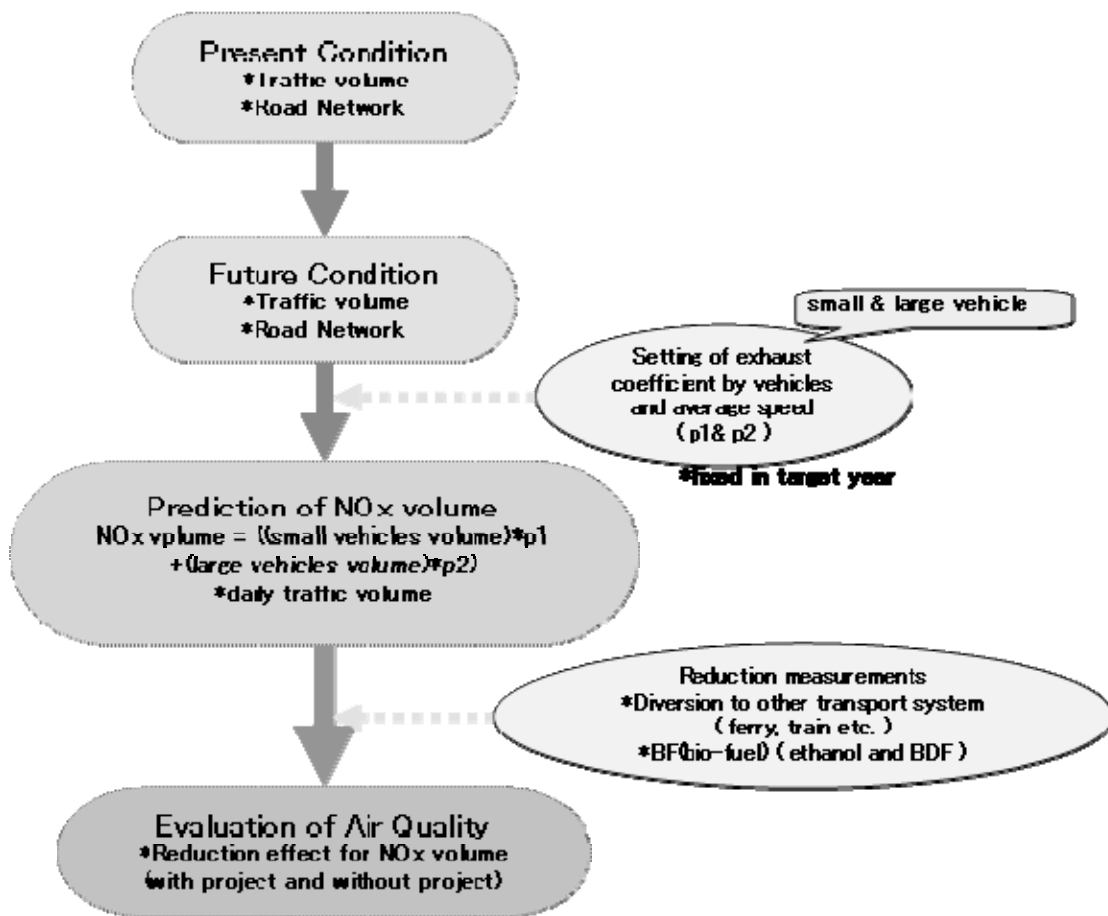 Present Condition
*Traffic volume
*Road Network
Future Condition
*Traffic volume
*Road Network
small & large vehicle
Setting of exhaust
coefficient by vehicles
and average speed
( p1& p2 )
*fixed in target year
Prediction of NOx volume
NOx vplume = ((small vehicles volume)*p1
+(large vehicles volume)*p2)
*daily traffic volume
Reduction measurements
*Diversion to other transport system
( ferry, train etc. )
*BF(bio-fuel) ( ethanol and BDF)
Evaluation of Air Quality
*Reduction effect for NOx volume
(with project and without project)